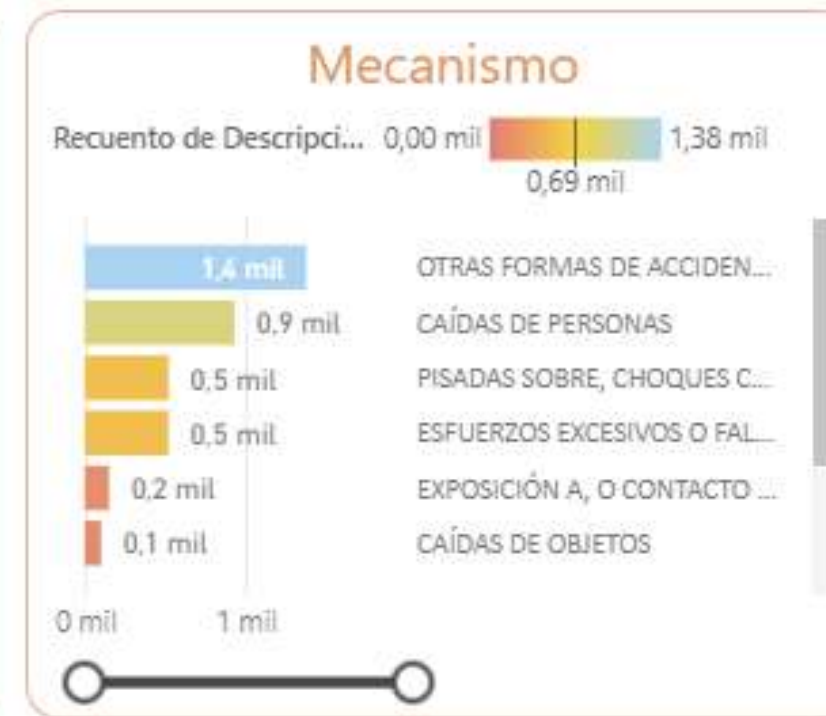 Mecanismo
Recuento de Descripci... 0,00 mil 1,38 mil
0,69 mil
1,4 mil OTRAS FORMAS DE ACCIDEN...
0,9 mil CAÍDAS DE PERSONAS
0,5 mil PISADAS SOBRE, CHOQUES C...
0,5 mil ESFUERZOS EXCESIVOS O FAL...
0,2 mil EXPOSICIÓN A, O CONTACTO ...
0,1 mil CAÍDAS DE OBJETOS
0 mil 1 mil